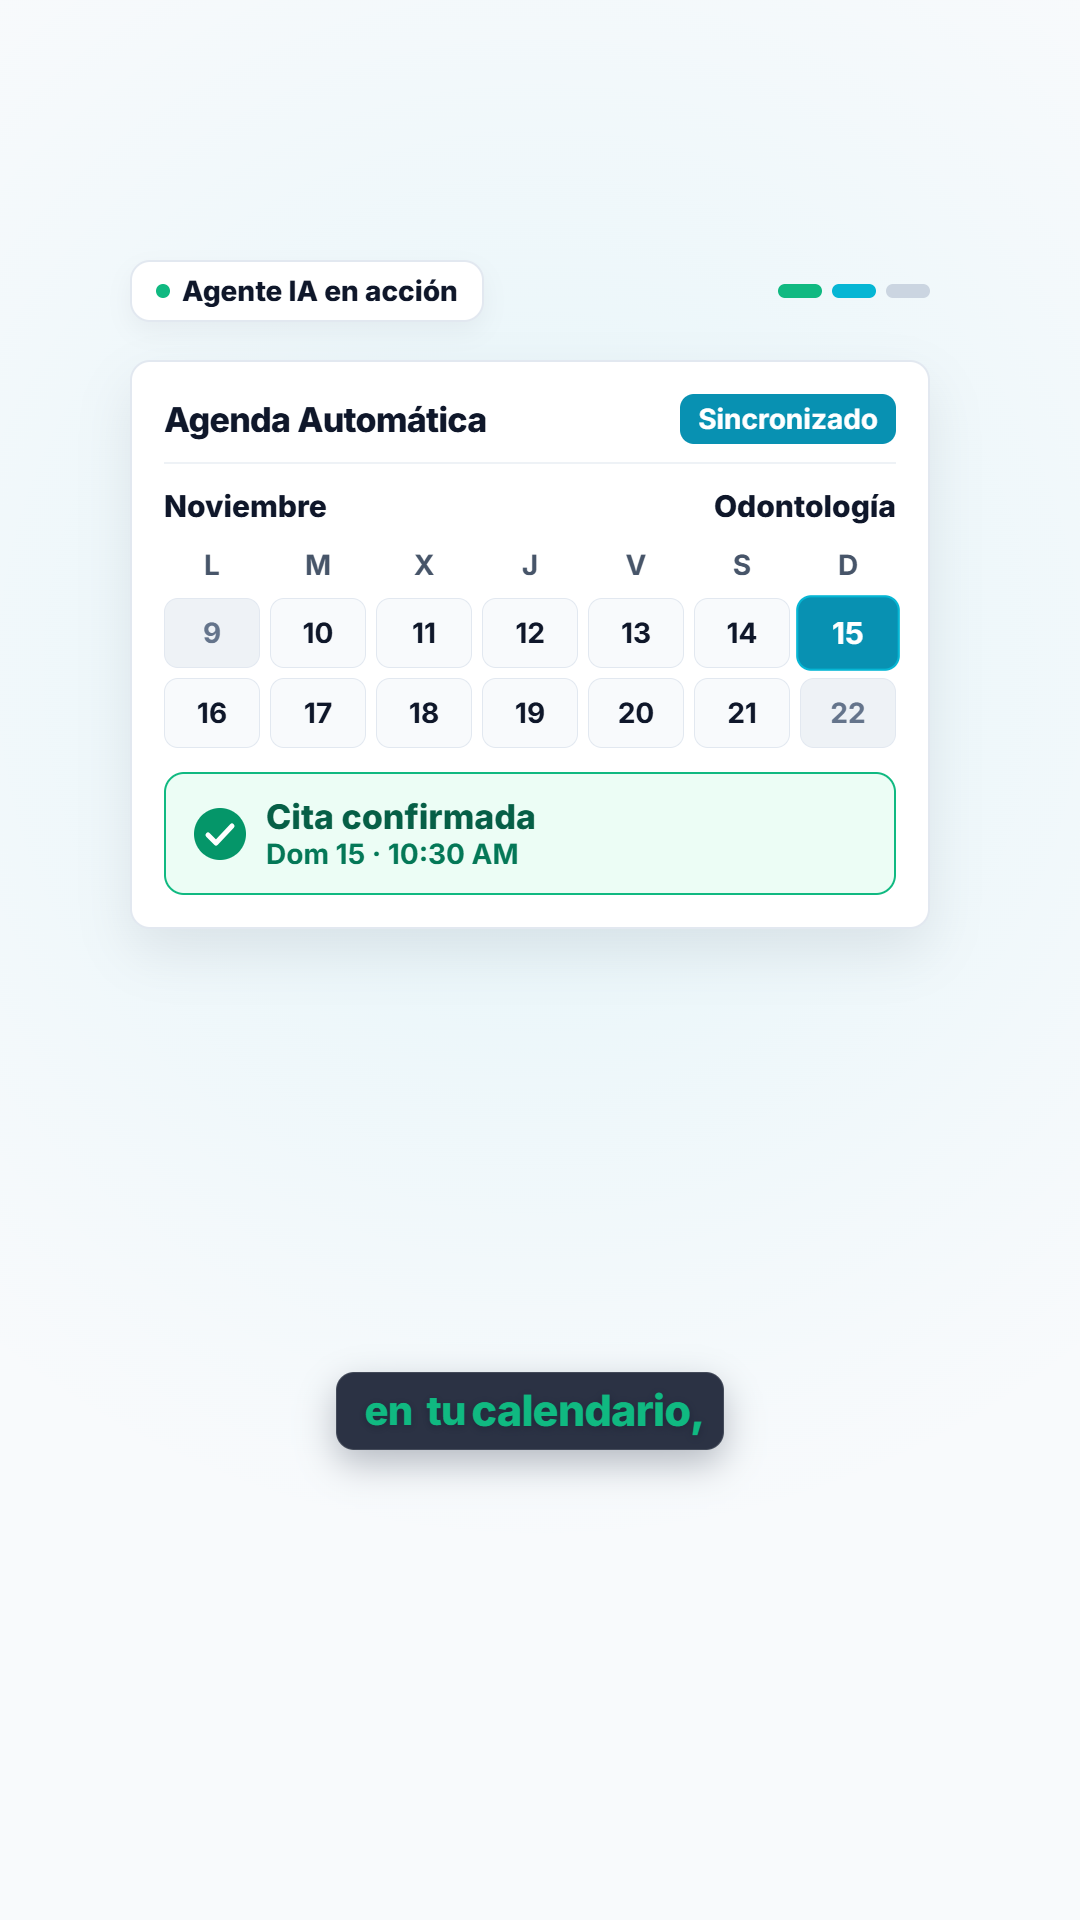 Agente IA en acción
Agenda Automática
Sincronizado
Noviembre
Odontología
L M X J V S D
9 10 11 12 13 14 15
16 17 18 19 20 21 22
Cita confirmada
Dom 15 · 10:30 AM
en tu calendario,